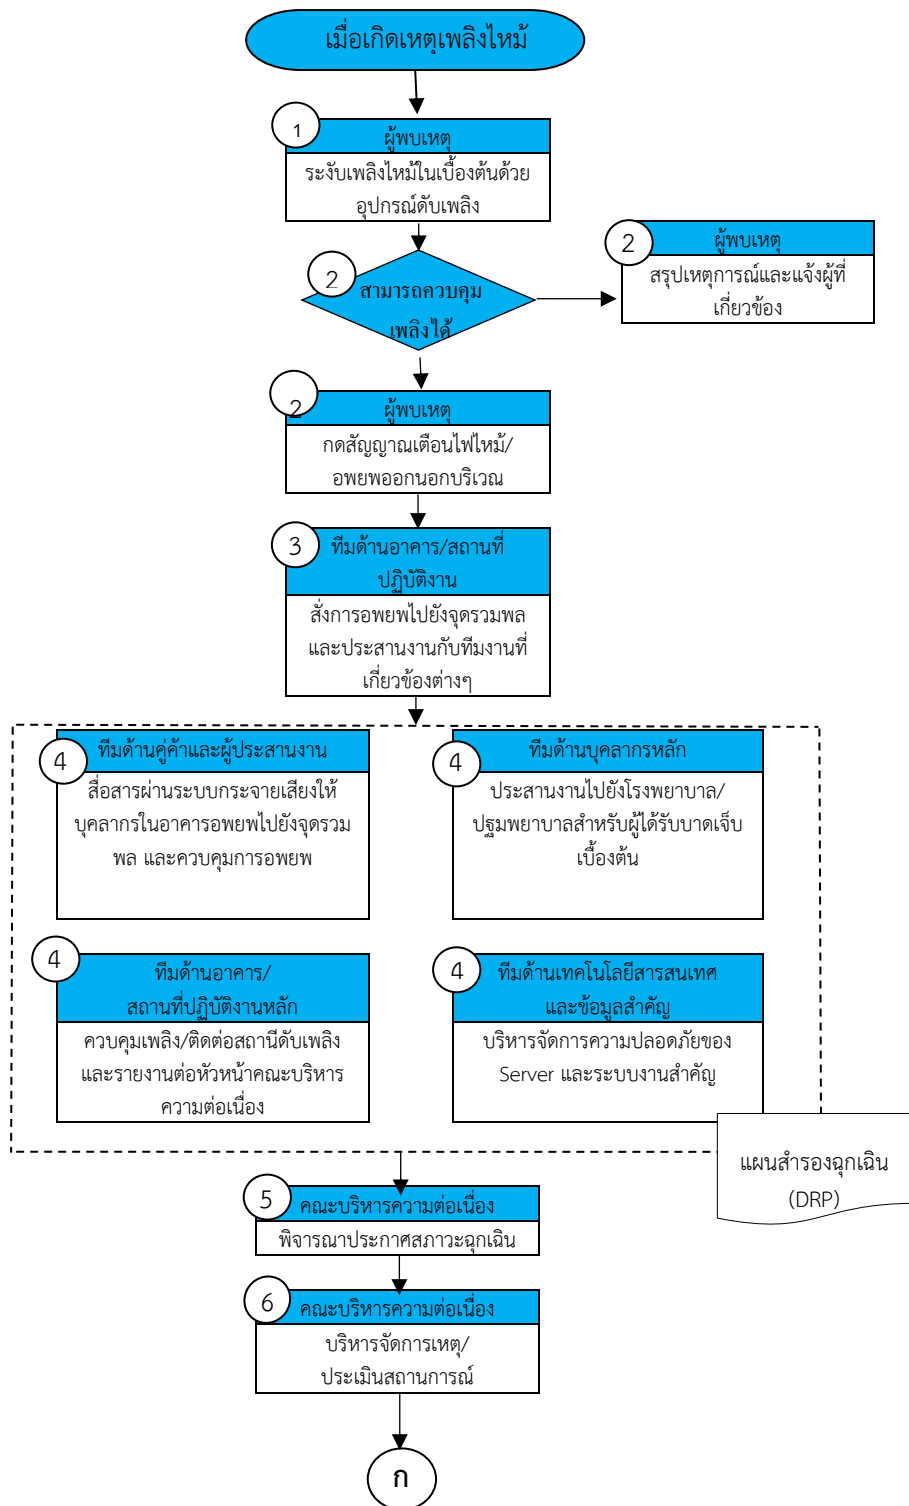 เมื่อเกิดเหตุเพลิงไหม้
1
ผู้พบเหตุ
ระงับเพลิงไหม้ในเบื้องต้นด้วย
อุปกรณ์ดับเพลิง
2
สามารถควบคุม
เพลิงได้
2
ผู้พบเหตุ
สรุปเหตุการณ์และแจ้งผู้ที่
เกี่ยวข้อง
2
ผู้พบเหตุ
กดสัญญาณเตือนไฟไหม้/
อพยพออกนอกบริเวณ
3
ทีมด้านอาคาร/สถานที่
ปฏิบัติงาน
สั่งการอพยพไปยังจุดรวมพล
และประสานงานกับทีมงานที่
เกี่ยวข้องต่างๆ
4
ทีมด้านคู่ค้าและผู้ประสานงาน
สื่อสารผ่านระบบกระจายเสียงให้
บุคลากรในอาคารอพยพไปยังจุดรวม
พล และควบคุมการอพยพ
4
ทีมด้านบุคลากรหลัก
ประสานงานไปยังโรงพยาบาล/
ปฐมพยาบาลสำหรับผู้ได้รับบาดเจ็บ
เบื้องต้น
4
ทีมด้านอาคาร/
สถานที่ปฏิบัติงานหลัก
ควบคุมเพลิง/ติดต่อสถานีดับเพลิง
และรายงานต่อหัวหน้าคณะบริหาร
ความต่อเนื่อง
4
ทีมด้านเทคโนโลยีสารสนเทศ
และข้อมูลสำคัญ
บริหารจัดการความปลอดภัยของ
Server และระบบงานสำคัญ
แผนสำรองฉุกเฉิน
(DRP)
5
คณะบริหารความต่อเนื่อง
พิจารณาประกาศสภาวะฉุกเฉิน
6
คณะบริหารความต่อเนื่อง
บริหารจัดการเหตุ/
ประเมินสถานการณ์
ก